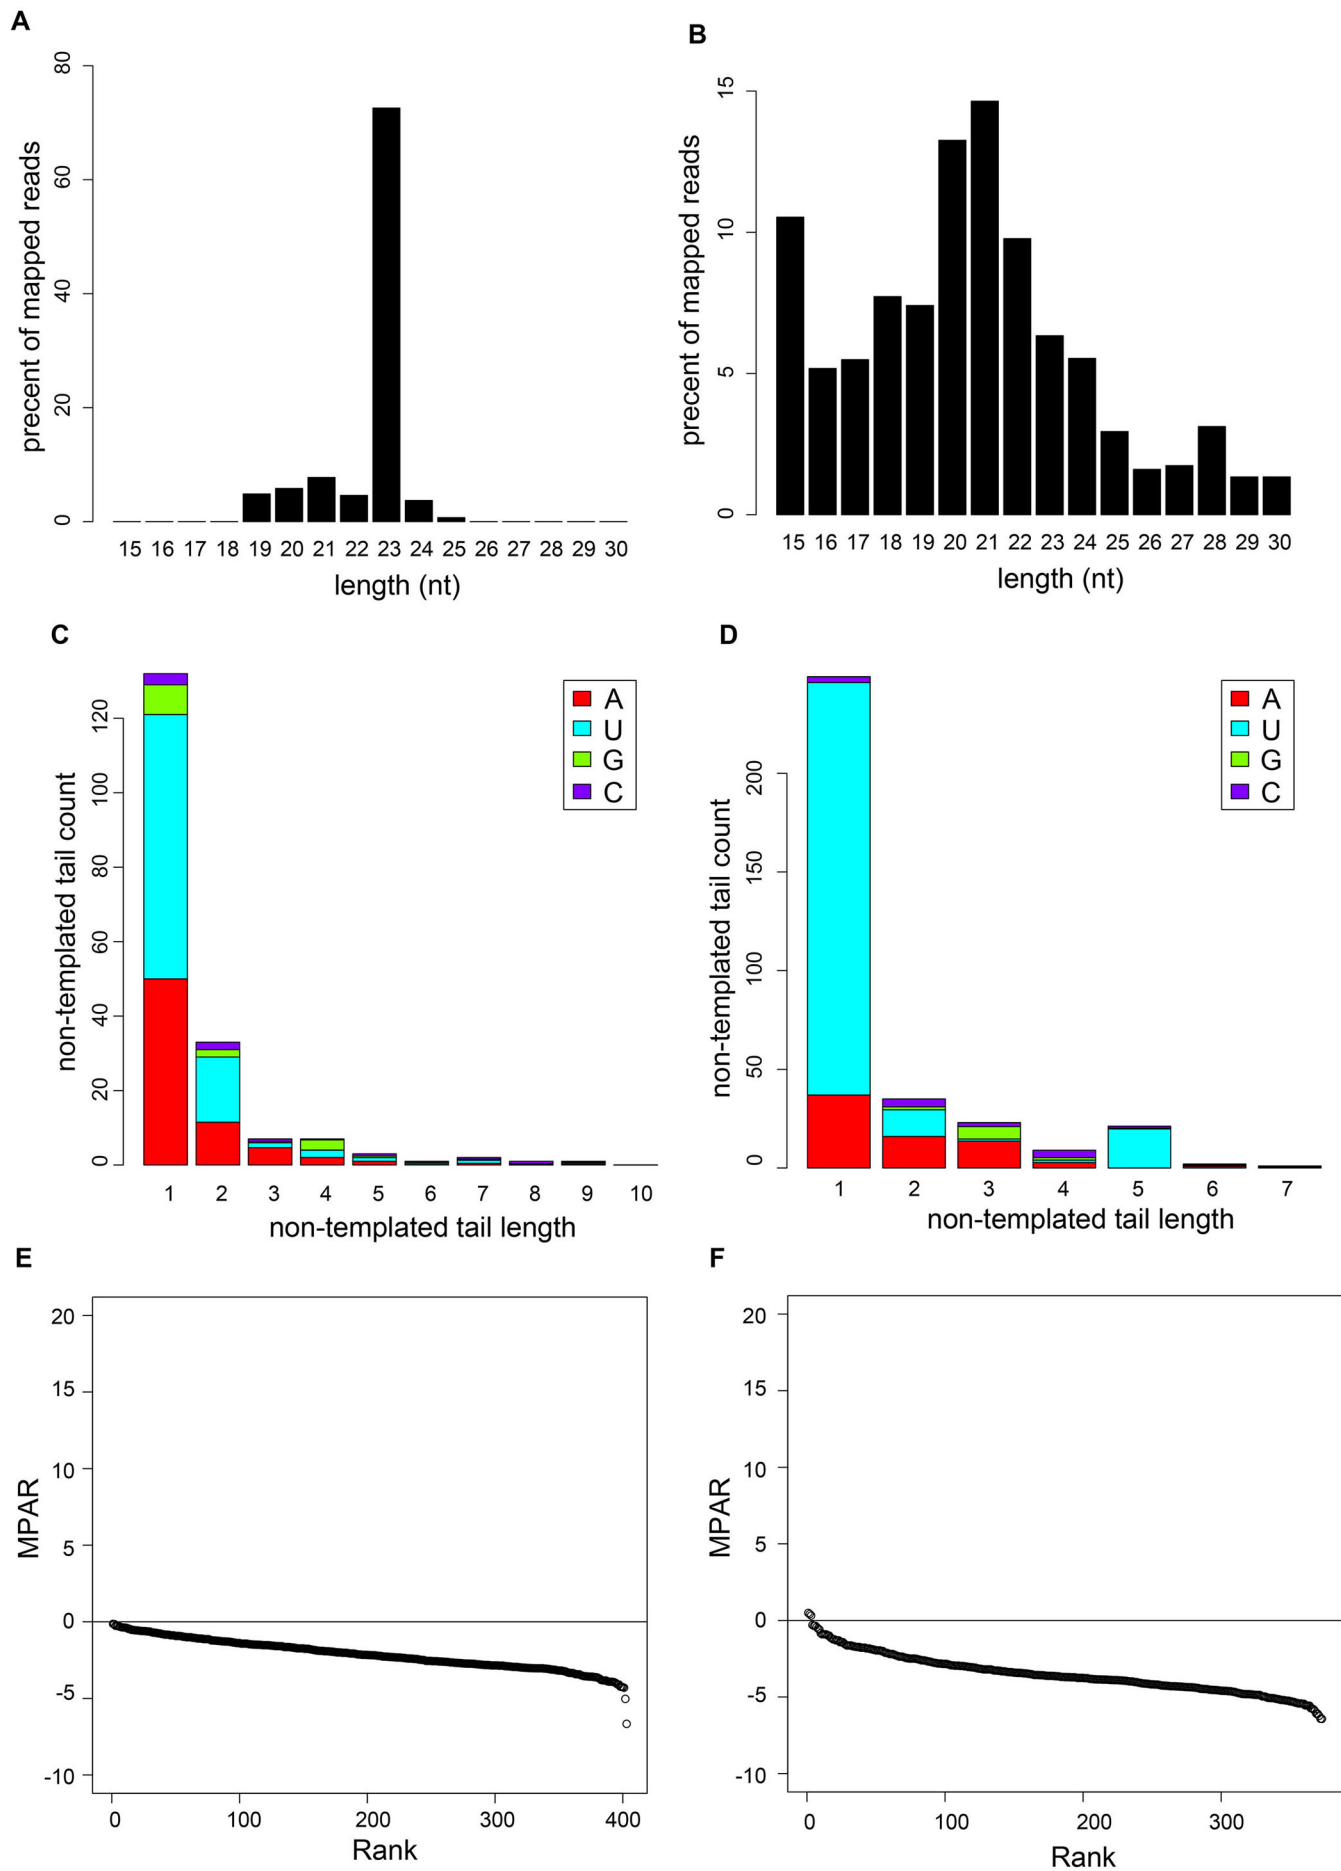 A
precent of mapped reads
80
60
40
20
0
15 16 17 18 19 20 21 22 23 24 25 26 27 28 29 30
length (nt)
B
precent of mapped reads
15
10
5
0
15 16 17 18 19 20 21 22 23 24 25 26 27 28 29 30
length (nt)
C
non-templated tail count
120
100
80
60
40
20
0
A
U
G
C
1 2 3 4 5 6 7 8 9 10
non-templated tail length
D
non-templated tail count
200
150
100
50
0
A
U
G
C
1 2 3 4 5 6 7
non-templated tail length
E
MPAR
20
15
10
5
0
-5
-10
0 100 200 300 400
Rank
F
MPAR
20
15
10
5
0
-5
-10
0 100 200 300
Rank